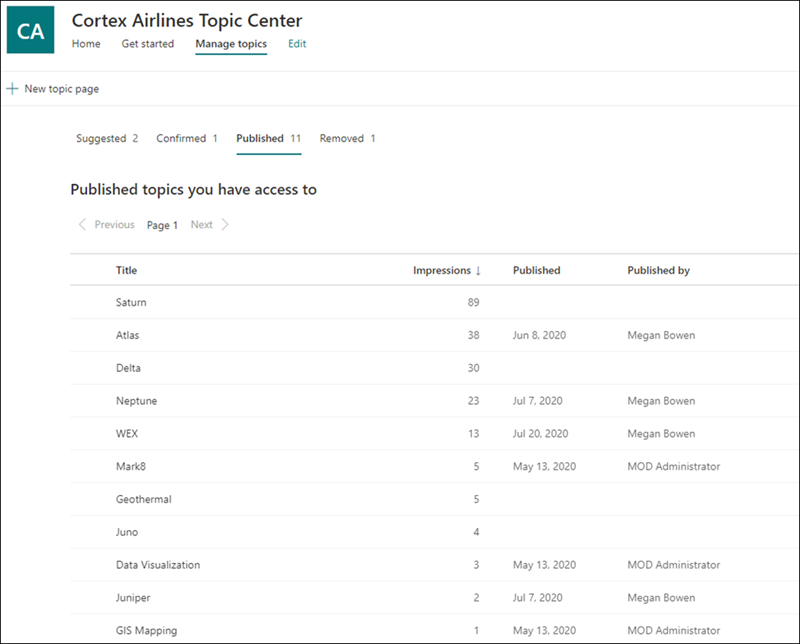 CA
Cortex Airlines Topic Center
Home Get started Manage topics Edit
New topic page
Suggested 2 Confirmed 1 Published 11 Removed 1
Published topics you have access to
Previous Page 1 Next
Title Impressions ↓ Published Published by
Saturn 89
Atlas 38 Jun 8, 2020 Megan Bowen
Delta 30
Neptune 23 Jul 7, 2020 Megan Bowen
WEX 13 Jul 20, 2020 Megan Bowen
Mark8 5 May 13, 2020 MOD Administrator
Geothermal 5
Juno 4
Data Visualization 3 May 13, 2020 MOD Administrator
Juniper 2 Jul 7, 2020 Megan Bowen
GIS Mapping 1 May 13, 2020 MOD Administrator